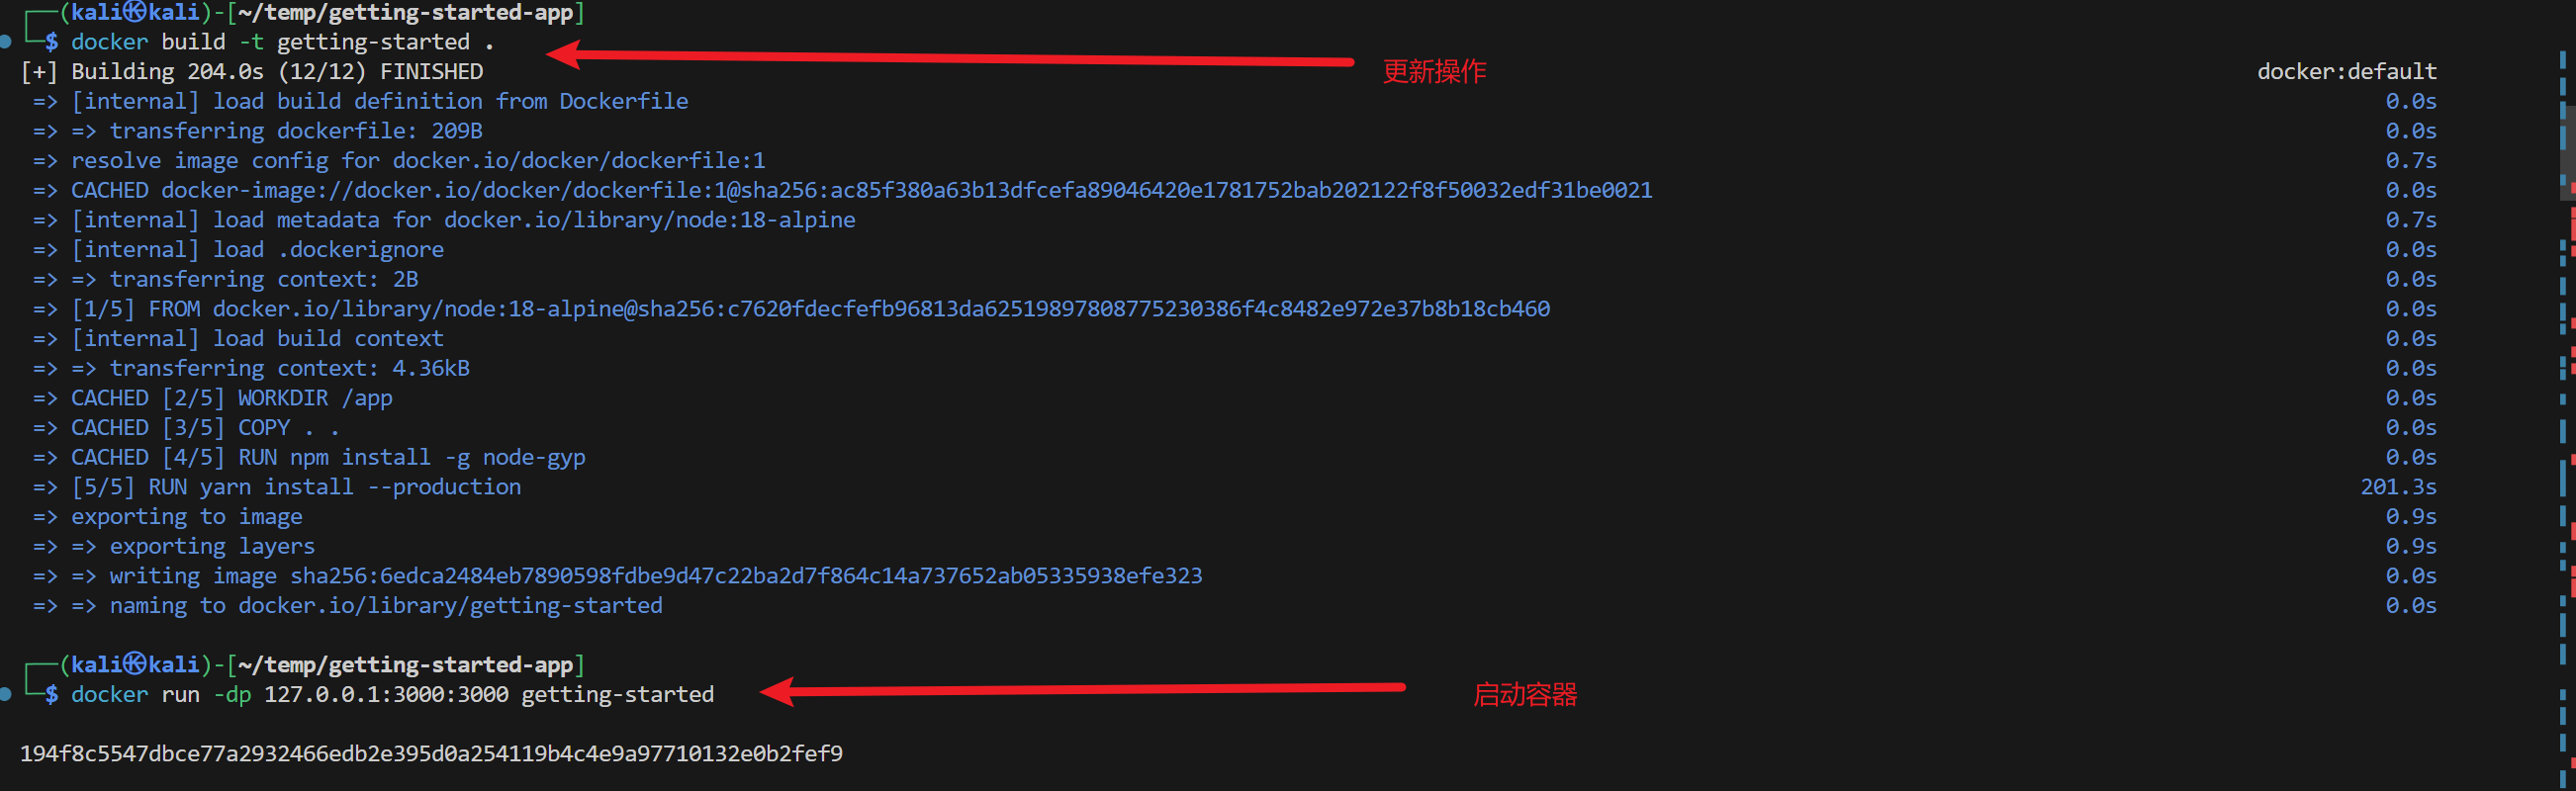 ┌──(kali㉿kali)-[~/temp/getting-started-app]
└─$ docker build -t getting-started .
更新操作
[+] Building 204.0s (12/12) FINISHED docker:default
=> [internal] load build definition from Dockerfile 0.0s
=> => transferring dockerfile: 209B 0.0s
=> resolve image config for docker.io/docker/dockerfile:1 0.7s
=> CACHED docker-image://docker.io/docker/dockerfile:1@sha256:ac85f380a63b13dfcefa89046420e1781752bab202122f8f50032edf31be0021 0.0s
=> [internal] load metadata for docker.io/library/node:18-alpine 0.7s
=> [internal] load .dockerignore 0.0s
=> => transferring context: 2B 0.0s
=> [1/5] FROM docker.io/library/node:18-alpine@sha256:c7620fdecfefb96813da62519897808775230386f4c8482e972e37b8b18cb460 0.0s
=> [internal] load build context 0.0s
=> => transferring context: 4.36kB 0.0s
=> CACHED [2/5] WORKDIR /app 0.0s
=> CACHED [3/5] COPY . . 0.0s
=> CACHED [4/5] RUN npm install -g node-gyp 0.0s
=> [5/5] RUN yarn install --production 201.3s
=> exporting to image 0.9s
=> => exporting layers 0.9s
=> => writing image sha256:6edca2484eb7890598fdbe9d47c22ba2d7f864c14a737652ab05335938efe323 0.0s
=> => naming to docker.io/library/getting-started 0.0s
┌──(kali㉿kali)-[~/temp/getting-started-app]
└─$ docker run -dp 127.0.0.1:3000:3000 getting-started
启动容器
194f8c5547dbce77a2932466edb2e395d0a254119b4c4e9a97710132e0b2fef9